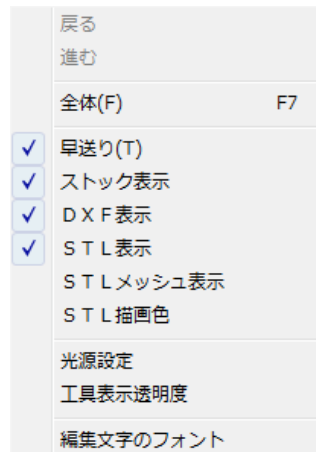 戻る
進む
全体(F) F7
早送り(T)
ストック表示
ＤＸＦ表示
ＳＴＬ表示
ＳＴＬメッシュ表示
ＳＴＬ描画色
光源設定
工具表示透明度
編集文字のフォント